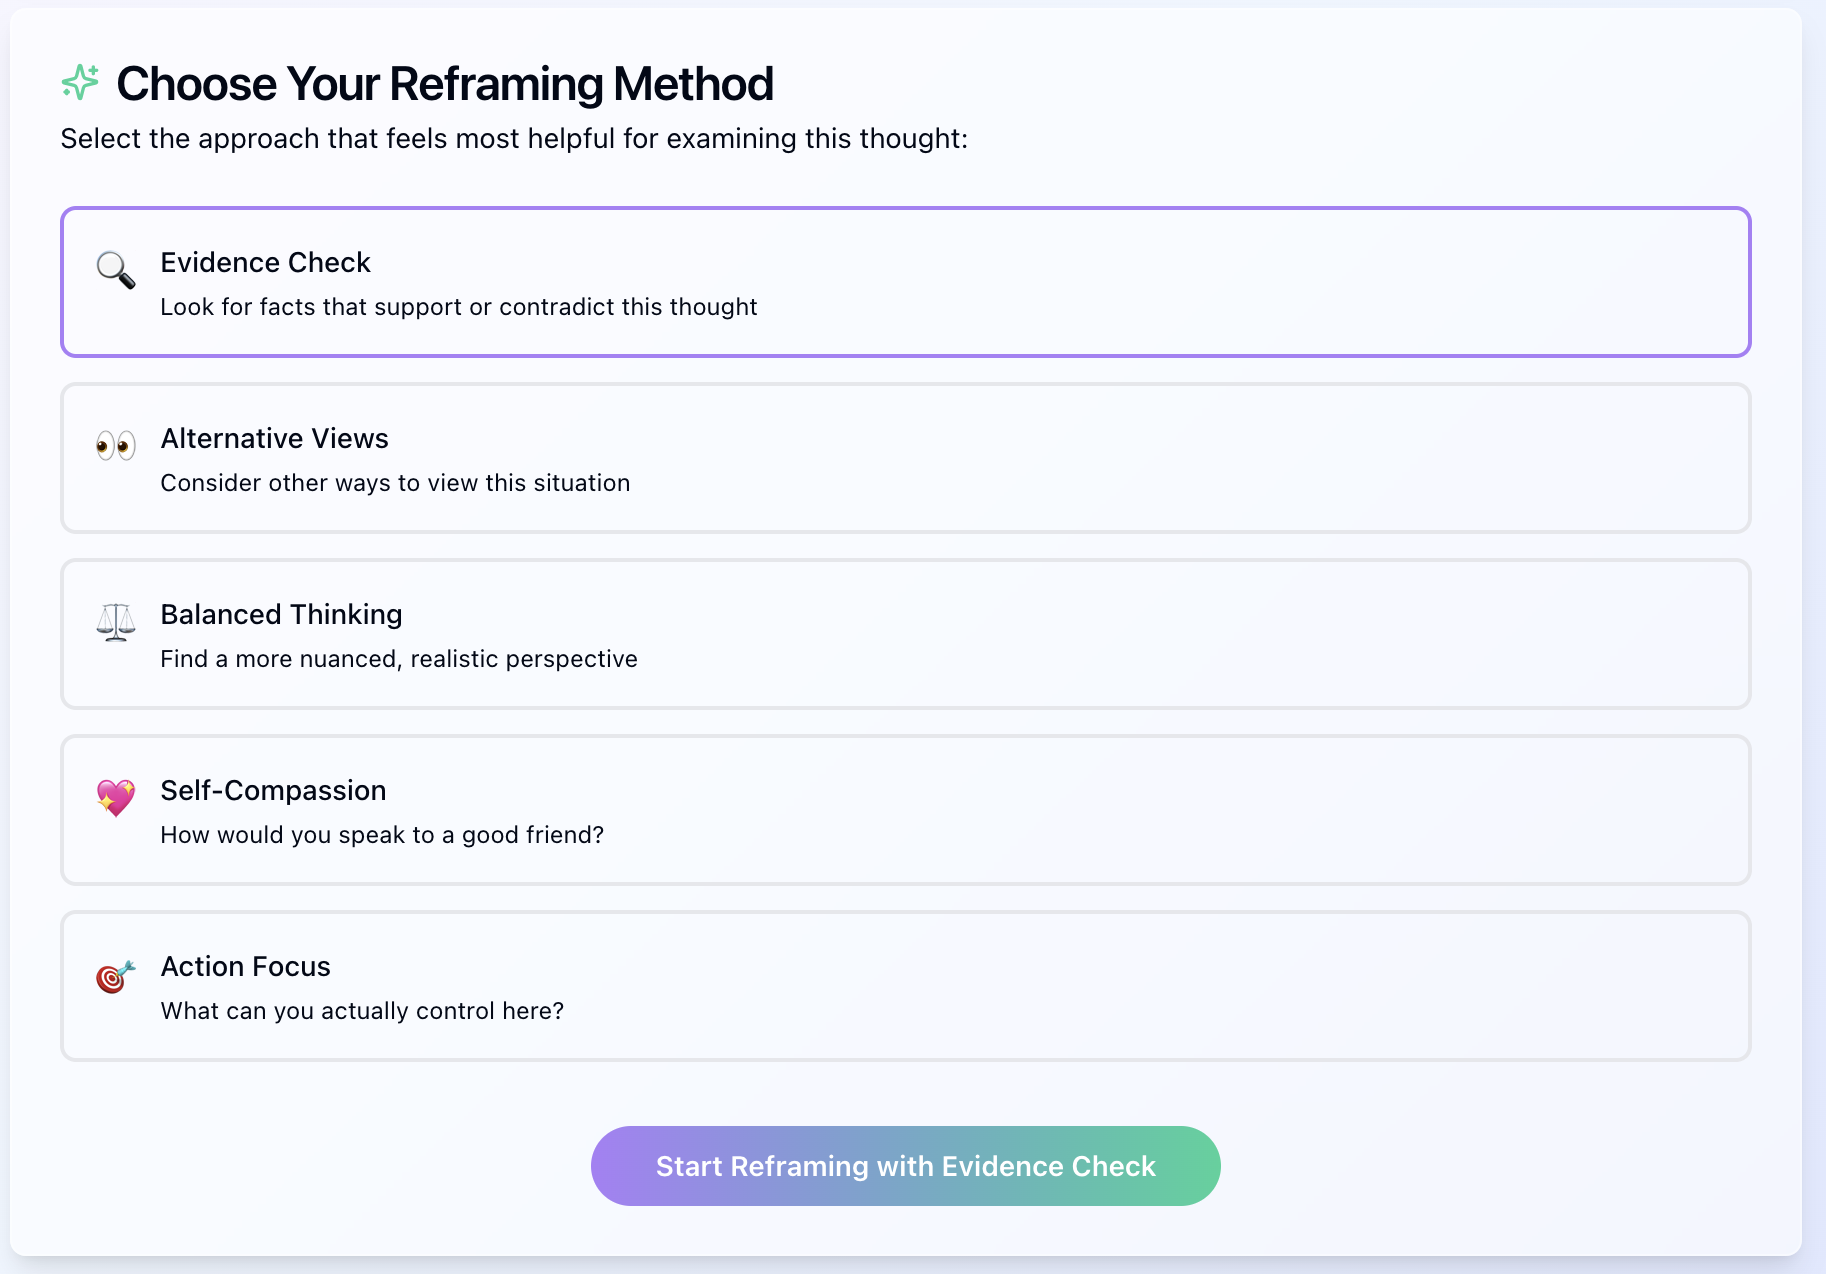 Choose Your Reframing Method
Select the approach that feels most helpful for examining this thought:
Evidence Check
Look for facts that support or contradict this thought
Alternative Views
Consider other ways to view this situation
Balanced Thinking
Find a more nuanced, realistic perspective
Self-Compassion
How would you speak to a good friend?
Action Focus
What can you actually control here?
Start Reframing with Evidence Check